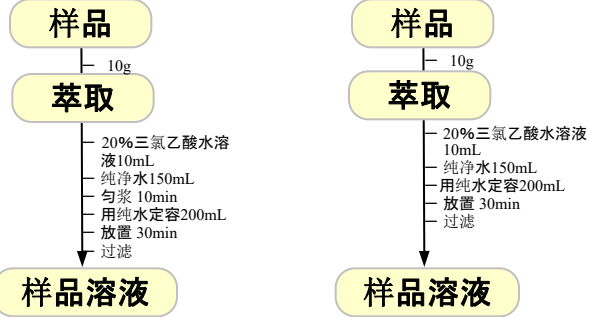 样品
10g
萃取
20%三氯乙酸水溶
液10mL
纯净水150mL
匀浆 10min
用纯水定容200mL
放置 30min
过滤
样品溶液
样品
10g
萃取
20%三氯乙酸水溶液
10mL
纯净水150mL
用纯水定容200mL
放置 30min
过滤
样品溶液